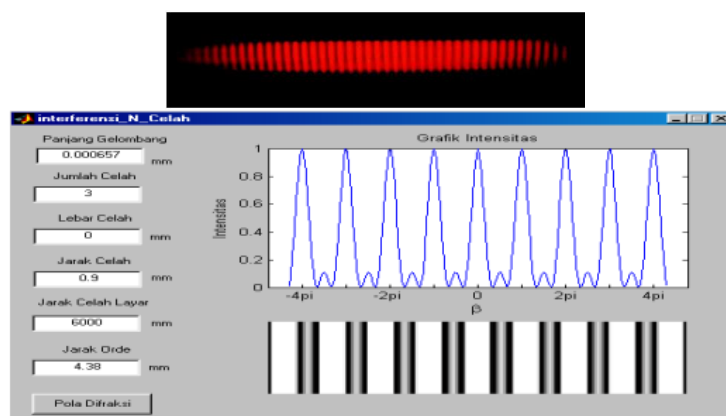 interferensi_N_Celah
Panjang Gelombang
0.000657 mm
Jumlah Celah
3
Lebar Celah
0 mm
Jarak Celah
0.9 mm
Jarak Celah Layar
6000 mm
Jarak Orde
4.38 mm
Pola Difraksi
Grafik Intensitas
Intensitas
1
0.8
0.6
0.4
0.2
0
-4pi -2pi 0 2pi 4pi
β